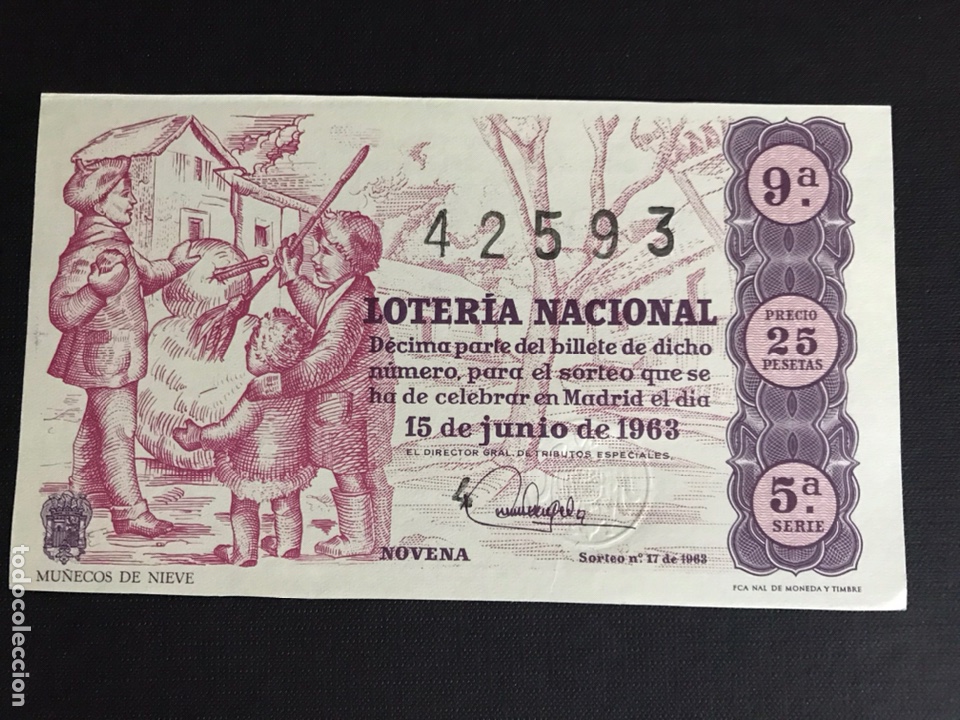 9ª
42593
LOTERÍA NACIONAL
Décima parte del billete de dicho
número, para el sorteo que se
ha de celebrar en Madrid el día
15 de junio de 1963
EL DIRECTOR GRAL. DE TRIBUTOS ESPECIALES,
PRECIO
25
PESETAS
5ª
SERIE
NOVENA
Sorteo nº 17 de 1963
MUÑECOS DE NIEVE
FCA NAL DE MONEDA Y TIMBRE
todocoleccion